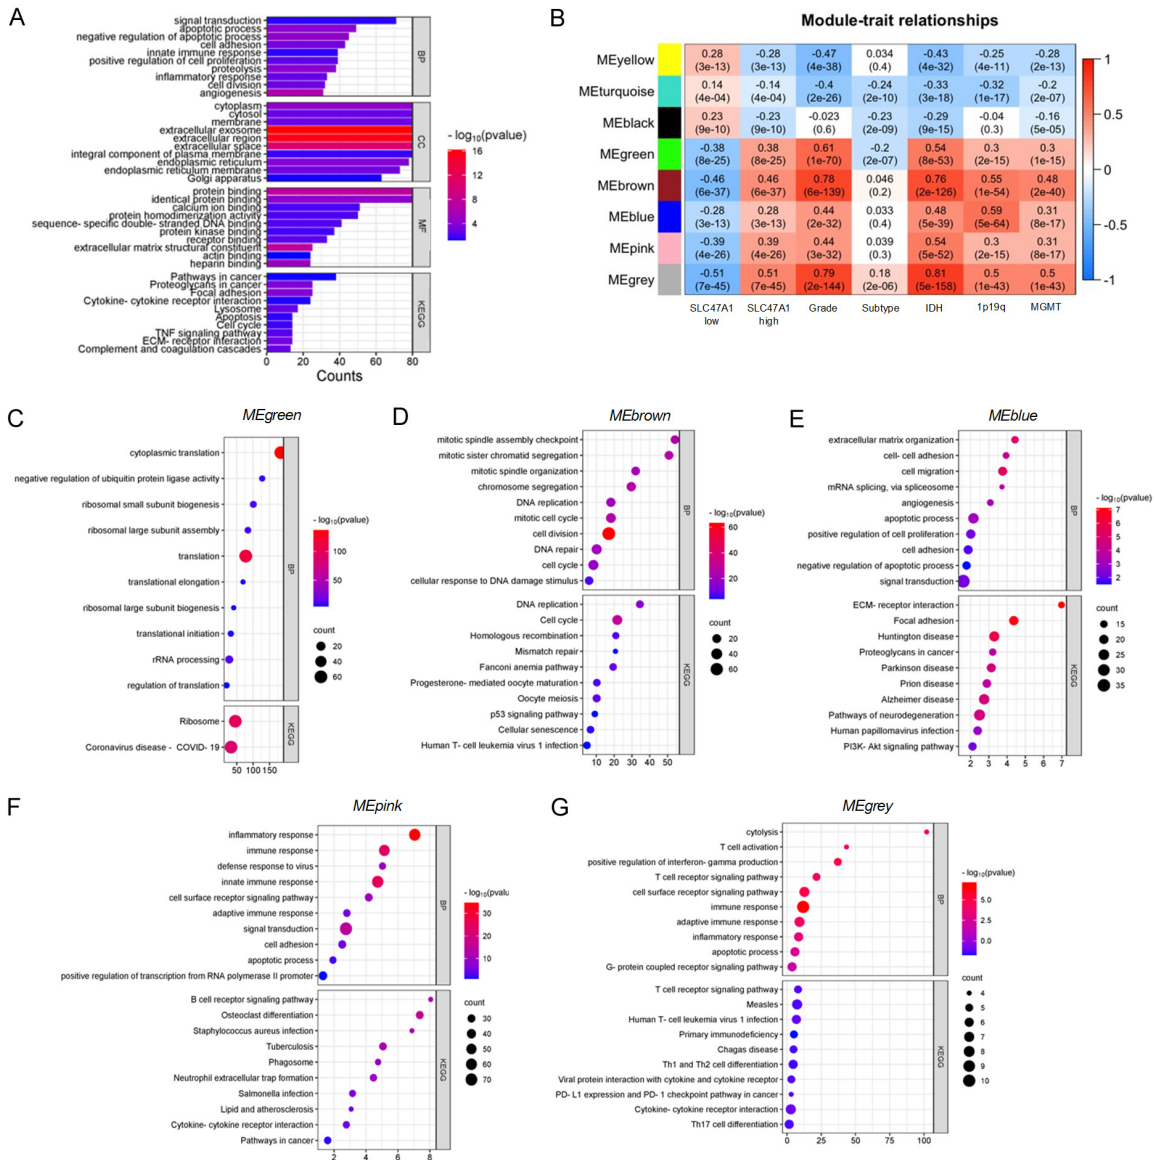 A
signal transduction
apoptotic process
negative regulation of apoptotic process
cell adhesion
innate immune response
positive regulation of cell proliferation
proteolysis
inflammatory response
cell division
angiogenesis
BP
cytoplasm
cytosol
membrane
extracellular exosome
extracellular region
extracellular space
integral component of plasma membrane
endoplasmic reticulum
endoplasmic reticulum membrane
Golgi apparatus
CC
protein binding
identical protein binding
calcium ion binding
protein homodimerization activity
sequence- specific double- stranded DNA binding
protein kinase binding
receptor binding
extracellular matrix structural constituent
actin binding
heparin binding
MF
Pathways in cancer
Proteoglycans in cancer
Focal adhesion
Cytokine- cytokine receptor interaction
Lysosome
Apoptosis
Cell cycle
TNF signaling pathway
ECM- receptor interaction
Complement and coagulation cascades
KEGG
0 20 40 60 80
Counts
- log10(pvalue)
16
12
8
4
B
Module-trait relationships
MEyellow 0.28 -0.28 -0.47 0.034 -0.43 -0.25 -0.28
(3e-13) (3e-13) (4e-38) (0.4) (4e-32) (4e-11) (2e-13)
MEturquoise 0.14 -0.14 -0.4 -0.24 -0.33 -0.32 -0.2
(4e-04) (4e-04) (2e-26) (2e-10) (3e-18) (1e-17) (2e-07)
MEblack 0.23 -0.23 -0.023 -0.23 -0.29 -0.04 -0.16
(9e-10) (9e-10) (0.6) (2e-09) (9e-15) (0.3) (5e-05)
MEgreen -0.38 0.38 0.61 -0.2 0.54 0.3 0.3
(8e-25) (8e-25) (1e-70) (2e-07) (8e-53) (2e-15) (1e-15)
MEbrown -0.46 0.46 0.78 0.046 0.76 0.55 0.48
(6e-37) (6e-37) (6e-139) (0.2) (2e-126) (1e-54) (2e-40)
MEblue -0.28 0.28 0.44 0.033 0.48 0.59 0.31
(3e-13) (3e-13) (2e-32) (0.4) (5e-39) (5e-64) (8e-17)
MEpink -0.39 0.39 0.44 0.039 0.54 0.3 0.31
(4e-26) (4e-26) (3e-32) (0.3) (5e-52) (2e-15) (8e-17)
MEgrey -0.51 0.51 0.79 0.18 0.81 0.5 0.5
(7e-45) (7e-45) (2e-144) (2e-06) (5e-158) (1e-43) (1e-43)
SLC47A1 low
SLC47A1 high
Grade
Subtype
IDH
1p19q
MGMT
1
0.5
0
-0.5
-1
C
MEgreen
cytoplasmic translation
negative regulation of ubiquitin protein ligase activity
ribosomal small subunit biogenesis
ribosomal large subunit assembly
translation
translational elongation
ribosomal large subunit biogenesis
translational initiation
rRNA processing
regulation of translation
BP
Ribosome
Coronavirus disease - COVID- 19
KEGG
50 100 150
- log10(pvalue)
100
50
count
20
40
60
D
MEbrown
mitotic spindle assembly checkpoint
mitotic sister chromatid segregation
mitotic spindle organization
chromosome segregation
DNA replication
mitotic cell cycle
cell division
DNA repair
cell cycle
cellular response to DNA damage stimulus
BP
DNA replication
Cell cycle
Homologous recombination
Mismatch repair
Fanconi anemia pathway
Progesterone- mediated oocyte maturation
Oocyte meiosis
p53 signaling pathway
Cellular senescence
Human T- cell leukemia virus 1 infection
KEGG
10 20 30 40 50
- log10(pvalue)
60
40
20
count
20
40
60
E
MEblue
extracellular matrix organization
cell- cell adhesion
cell migration
mRNA splicing, via spliceosome
angiogenesis
apoptotic process
positive regulation of cell proliferation
cell adhesion
negative regulation of apoptotic process
signal transduction
BP
ECM- receptor interaction
Focal adhesion
Huntington disease
Proteoglycans in cancer
Parkinson disease
Prion disease
Alzheimer disease
Pathways of neurodegeneration
Human papillomavirus infection
PI3K- Akt signaling pathway
KEGG
2 3 4 5 6 7
- log10(pvalue)
7
6
5
4
3
2
count
15
20
25
30
35
F
MEpink
inflammatory response
immune response
defense response to virus
innate immune response
cell surface receptor signaling pathway
adaptive immune response
signal transduction
cell adhesion
apoptotic process
positive regulation of transcription from RNA polymerase II promoter
BP
B cell receptor signaling pathway
Osteoclast differentiation
Staphylococcus aureus infection
Tuberculosis
Phagosome
Neutrophil extracellular trap formation
Salmonella infection
Lipid and atherosclerosis
Cytokine- cytokine receptor interaction
Pathways in cancer
KEGG
2 4 6 8
- log10(pvalu
30
20
10
count
30
40
50
60
70
G
MEgrey
cytolysis
T cell activation
positive regulation of interferon- gamma production
T cell receptor signaling pathway
cell surface receptor signaling pathway
immune response
adaptive immune response
inflammatory response
apoptotic process
G- protein coupled receptor signaling pathway
BP
T cell receptor signaling pathway
Measles
Human T- cell leukemia virus 1 infection
Primary immunodeficiency
Chagas disease
Th1 and Th2 cell differentiation
Viral protein interaction with cytokine and cytokine receptor
PD- L1 expression and PD- 1 checkpoint pathway in cancer
Cytokine- cytokine receptor interaction
Th17 cell differentiation
KEGG
0 25 50 75 100
- log10(pvalue)
5.0
2.5
0.0
count
4
5
6
7
8
9
10